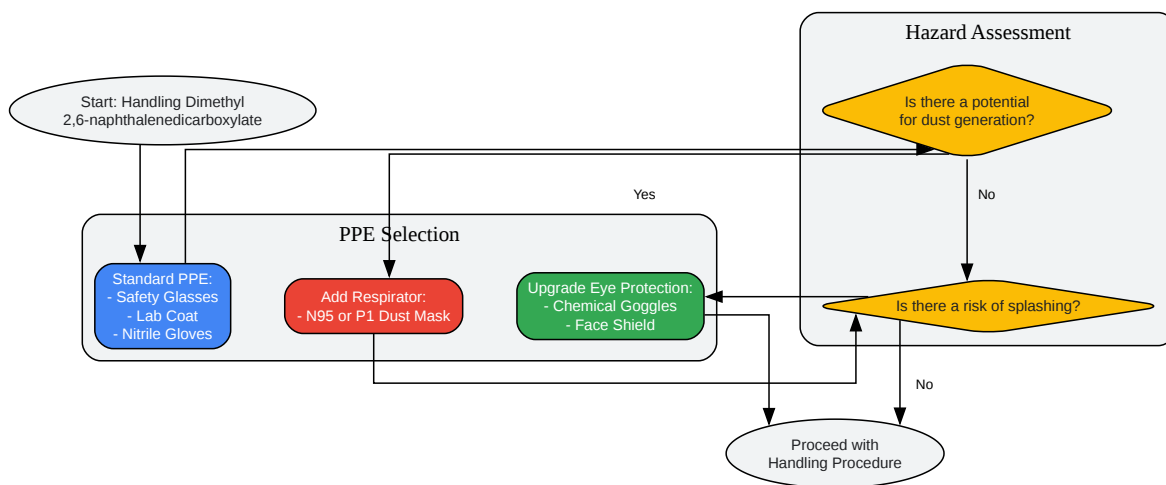 Hazard Assessment
Start: Handling Dimethyl
2,6-naphthalenedicarboxylate
Is there a potential
for dust generation?
Yes
No
PPE Selection
Standard PPE:
- Safety Glasses
- Lab Coat
- Nitrile Gloves
Add Respirator:
- N95 or P1 Dust Mask
Upgrade Eye Protection:
- Chemical Goggles
- Face Shield
Is there a risk of splashing?
No
Proceed with
Handling Procedure